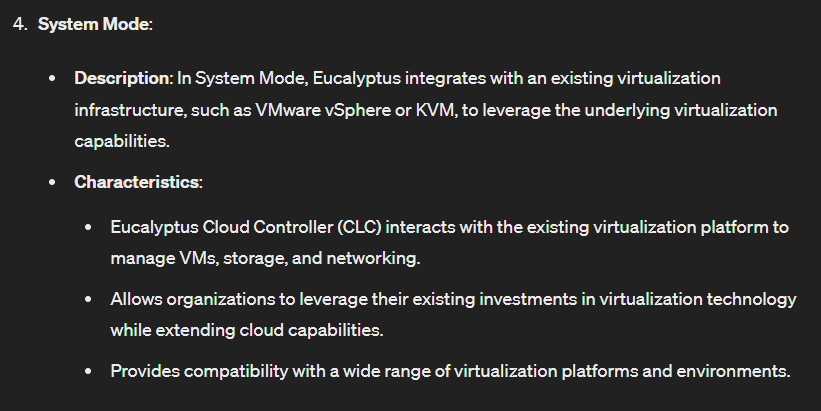 4. System Mode:
• Description: In System Mode, Eucalyptus integrates with an existing virtualization
infrastructure, such as VMware vSphere or KVM, to leverage the underlying virtualization
capabilities.
• Characteristics:
• Eucalyptus Cloud Controller (CLC) interacts with the existing virtualization platform to
manage VMs, storage, and networking.
• Allows organizations to leverage their existing investments in virtualization technology
while extending cloud capabilities.
• Provides compatibility with a wide range of virtualization platforms and environments.